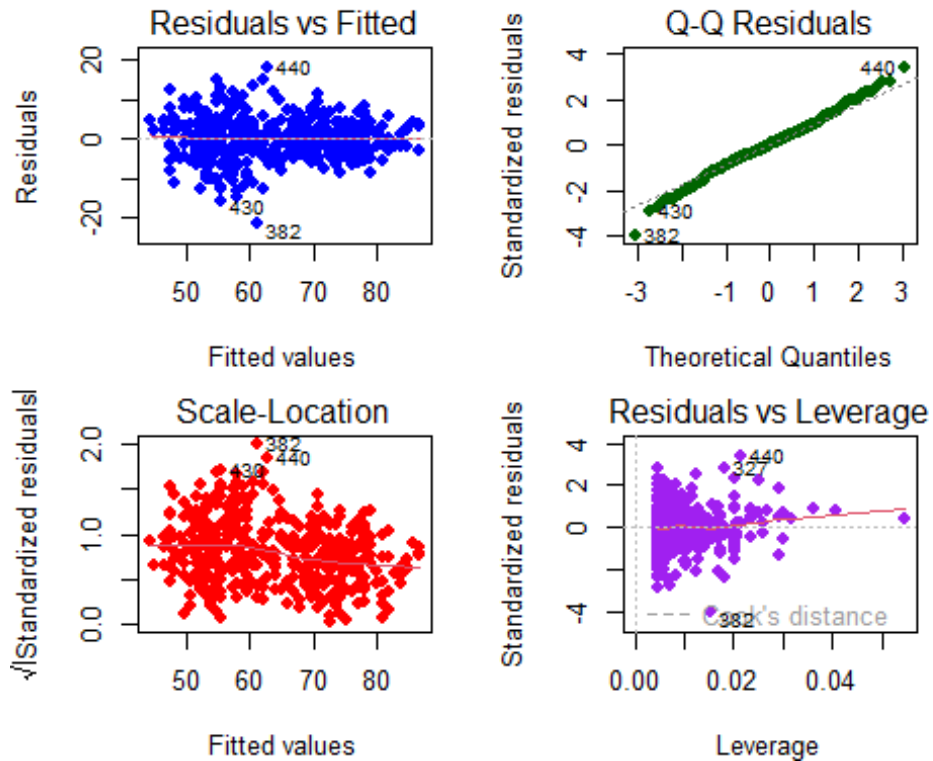 Residuals vs Fitted
Residuals
20
0
-20
440
430
382
50 60 70 80
Fitted values
Q-Q Residuals
Standardized residuals
4
2
0
-2
-4
440
430
382
-3 -1 0 1 2 3
Theoretical Quantiles
Scale-Location
√|Standardized residuals|
2.0
1.0
0.0
382
440
430
50 60 70 80
Fitted values
Residuals vs Leverage
Standardized residuals
4
2
0
-4
440
327
Cook's distance
382
0.00 0.02 0.04
Leverage